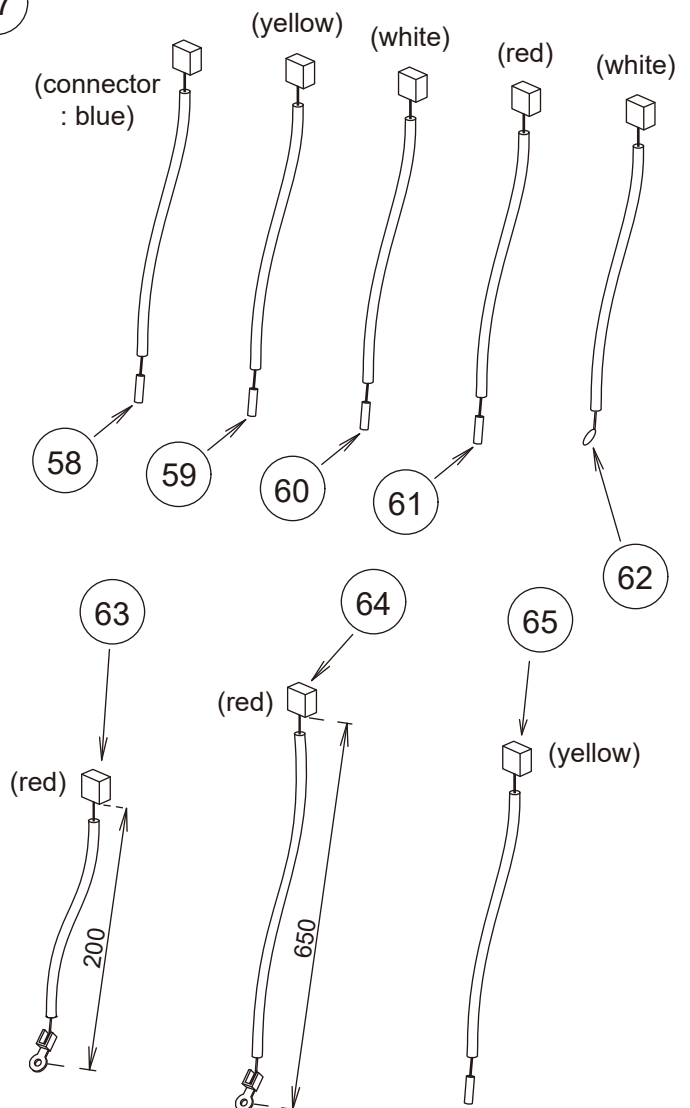 7
(connector
: blue)
(yellow)
(white)
(red)
(white)
58
59
60
61
62
63
64
65
(red)
(red)
(yellow)
200
650